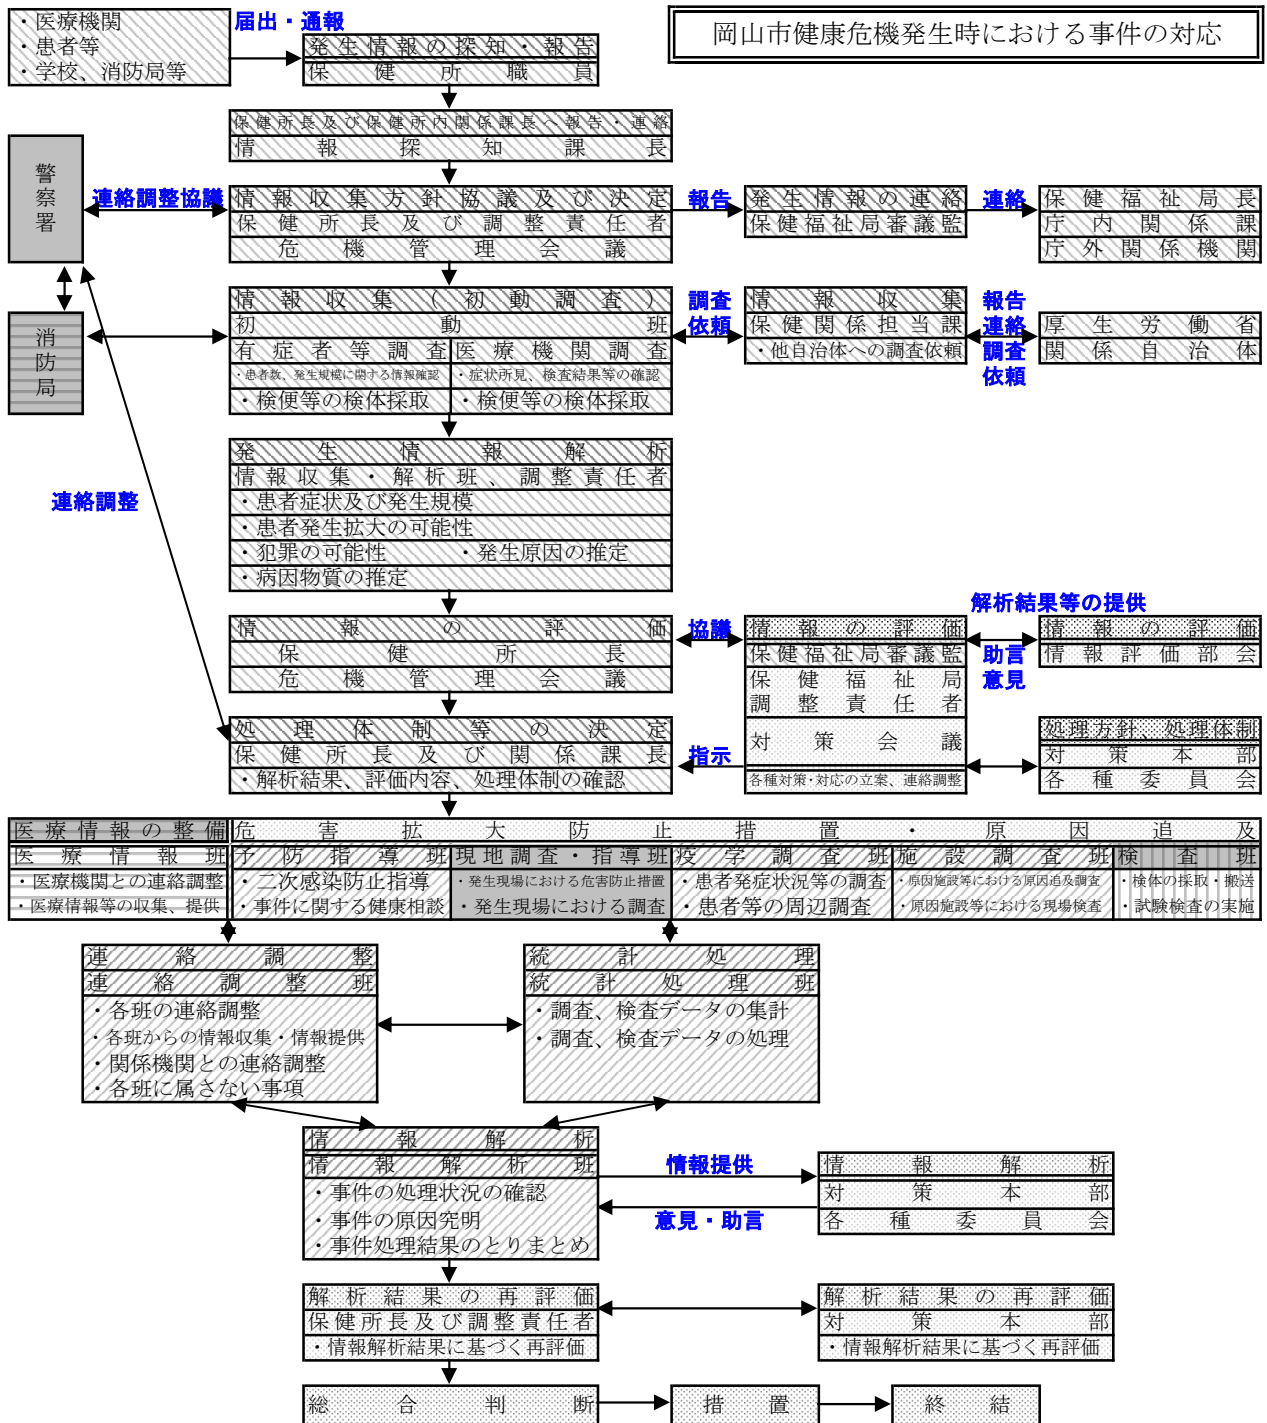 岡山市健康危機発生時における事件の対応
・医療機関
・患者等
・学校、消防局等
届出・通報
発生情報の探知・報告
保健所職員
保健所長及び保健所内関係課長へ報告・連絡
情報探知課長
警察署
連絡調整協議
情報収集方針協議及び決定
保健所長及び調整責任者
危機管理会議
報告
発生情報の連絡
保健福祉局審議監
連絡
保健福祉局長
庁内関係課
庁外関係機関
消防局
情報収集(初動調査)
初動班
有症者等調査
医療機関調査
・患者数、発生規模に関する情報確認
・症状所見、検査結果等の確認
・検便等の検体採取
・検便等の検体採取
調査
依頼
情報収集
保健関係担当課
・他自治体への調査依頼
報告
連絡
調査
依頼
厚生労働省
関係自治体
連絡調整
発生情報解析
情報収集・解析班、調整責任者
・患者症状及び発生規模
・患者発生拡大の可能性
・犯罪の可能性
・発生原因の推定
・病因物質の推定
情報の評価
保健所長
危機管理会議
協議
情報の評価
保健福祉局審議監
保健福祉局
調整責任者
対策会議
各種対策・対応の立案、連絡調整
解析結果等の提供
助言
意見
情報の評価
情報評価部会
処理体制等の決定
保健所長及び関係課長
・解析結果、評価内容、処理体制の確認
指示
処理方針、処理体制
対策本部
各種委員会
医療情報の整備
危害拡大防止措置・原因追及
医療情報班
予防指導班
現地調査・指導班
疫学調査班
施設調査班
検査班
・医療機関との連絡調整
・二次感染防止指導
・発生現場における危害防止措置
・患者発症状況等の調査
・原因施設等における原因追及調査
・検体の採取・搬送
・医療情報等の収集、提供
・事件に関する健康相談
・発生現場における調査
・患者等の周辺調査
・原因施設等における現場検査
・試験検査の実施
連絡調整
連絡調整班
・各班の連絡調整
・各班からの情報収集・情報提供
・関係機関との連絡調整
・各班に属さない事項
統計処理
統計処理班
・調査、検査データの集計
・調査、検査データの処理
情報解析
情報解析班
・事件の処理状況の確認
・事件の原因究明
・事件処理結果のとりまとめ
情報提供
意見・助言
情報解析
対策本部
各種委員会
解析結果の再評価
保健所長及び調整責任者
・情報解析結果に基づく再評価
解析結果の再評価
対策本部
・情報解析結果に基づく再評価
総合判断
措置
終結